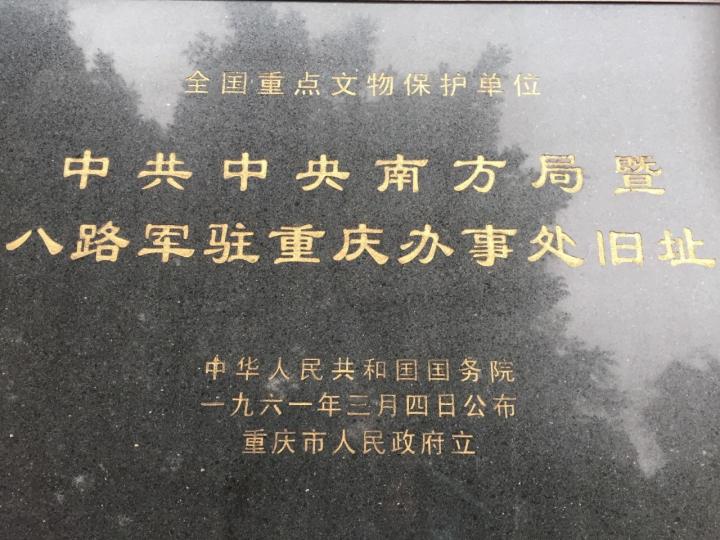 全国重点文物保护单位
中共中央南方局暨
八路军驻重庆办事处旧址
中华人民共和国国务院
一九六一年三月四日公布
重庆市人民政府立